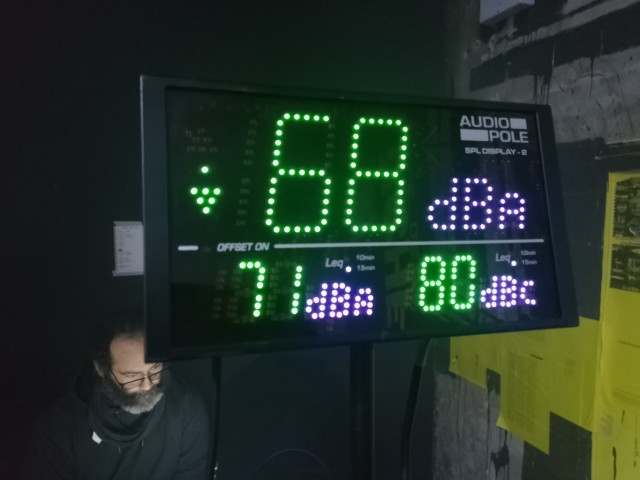 AUDIO
POLE
SPL DISPLAY - 2
68 dBA
OFFSET ON
71 dBA Leq 10min 15min
80 dBC Leq 10min 15min